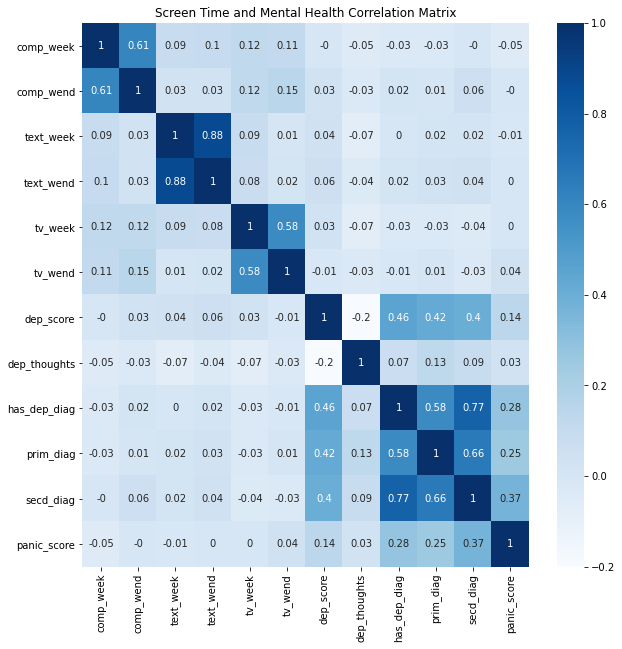 Screen Time and Mental Health Correlation Matrix
comp_week 1 0.61 0.09 0.1 0.12 0.11 -0 -0.05 -0.03 -0.03 -0 -0.05
comp_wend 0.61 1 0.03 0.03 0.12 0.15 0.03 -0.03 0.02 0.01 0.06 -0
text_week 0.09 0.03 1 0.88 0.09 0.01 0.04 -0.07 0 0.02 0.02 -0.01
text_wend 0.1 0.03 0.88 1 0.08 0.02 0.06 -0.04 0.02 0.03 0.04 0
tv_week 0.12 0.12 0.09 0.08 1 0.58 0.03 -0.07 -0.03 -0.03 -0.04 0
tv_wend 0.11 0.15 0.01 0.02 0.58 1 -0.01 -0.03 -0.01 0.01 -0.03 0.04
dep_score -0 0.03 0.04 0.06 0.03 -0.01 1 -0.2 0.46 0.42 0.4 0.14
dep_thoughts -0.05 -0.03 -0.07 -0.04 -0.07 -0.03 -0.2 1 0.07 0.13 0.09 0.03
has_dep_diag -0.03 0.02 0 0.02 -0.03 -0.01 0.46 0.07 1 0.58 0.77 0.28
prim_diag -0.03 0.01 0.02 0.03 -0.03 0.01 0.42 0.13 0.58 1 0.66 0.25
secd_diag -0 0.06 0.02 0.04 -0.04 -0.03 0.4 0.09 0.77 0.66 1 0.37
panic_score -0.05 -0 -0.01 0 0 0.04 0.14 0.03 0.28 0.25 0.37 1
comp_week comp_wend text_week text_wend tv_week tv_wend dep_score dep_thoughts has_dep_diag prim_diag secd_diag panic_score
1.0
0.8
0.6
0.4
0.2
0.0
−0.2